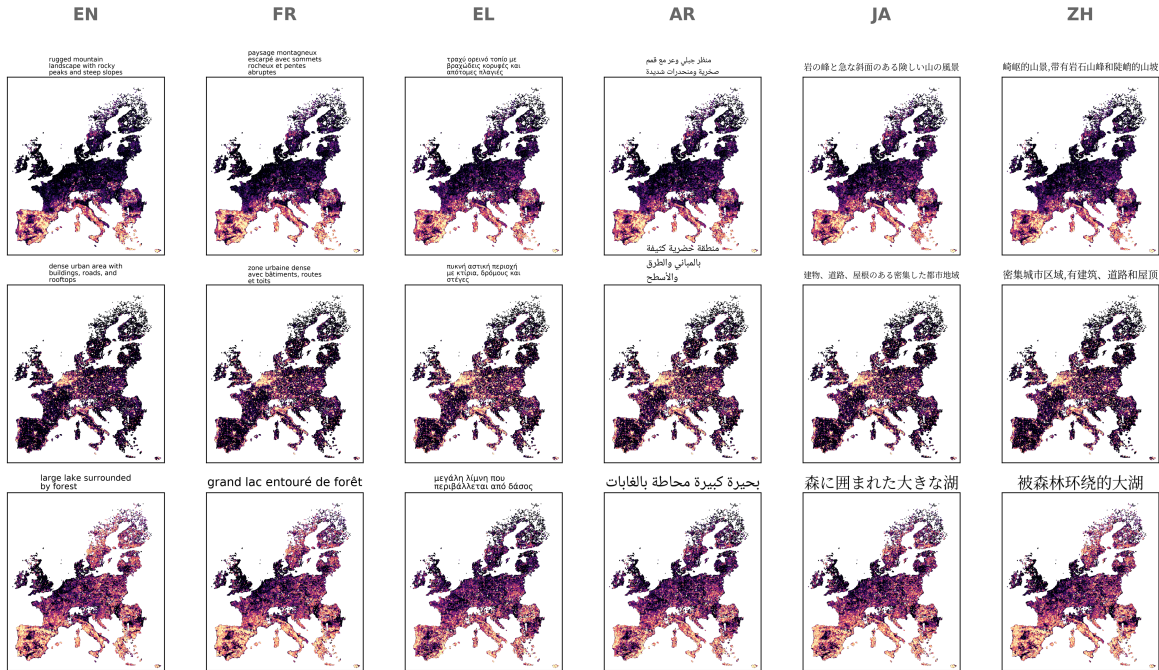 EN
FR
EL
AR
JA
ZH
rugged mountain
landscape with rocky
peaks and steep slopes
paysage montagneux
escarpé avec sommets
rocheux et pentes
abruptes
τραχύ ορεινό τοπίο με
βραχώδεις κορυφές και
απότομες πλαγιές
منظر جبلي وعر مع قمم
صخرية ومنحدرات شديدة
岩の峰と急な斜面のある険しい山の風景
崎岖的山景,带有岩石山峰和陡峭的山坡
dense urban area with
buildings, roads, and
rooftops
zone urbaine dense
avec bâtiments, routes
et toits
πυκνή αστική περιοχή
με κτίρια, δρόμους και
στέγες
منطقة حضرية كثيفة
بالمباني والطرق
والأسطح
建物、道路、屋根のある密集した都市地域
密集城市区域,有建筑、道路和屋顶
large lake surrounded
by forest
grand lac entouré de forêt
μεγάλη λίμνη που
περιβάλλεται από δάσος
بحيرة كبيرة محاطة بالغابات
森に囲まれた大きな湖
被森林环绕的大湖